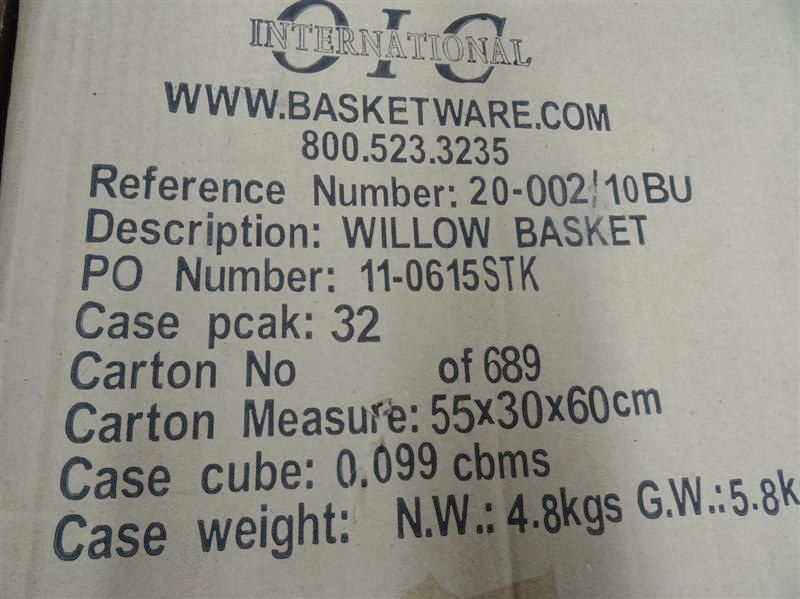 OIC
INTERNATIONAL
WWW.BASKETWARE.COM
800.523.3235
Reference Number: 20-002/10BU
Description: WILLOW BASKET
PO Number: 11-0615STK
Case pcak: 32
Carton No of 689
Carton Measure: 55x30x60cm
Case cube: 0.099 cbms
Case weight: N.W.: 4.8kgs G.W.:5.8k